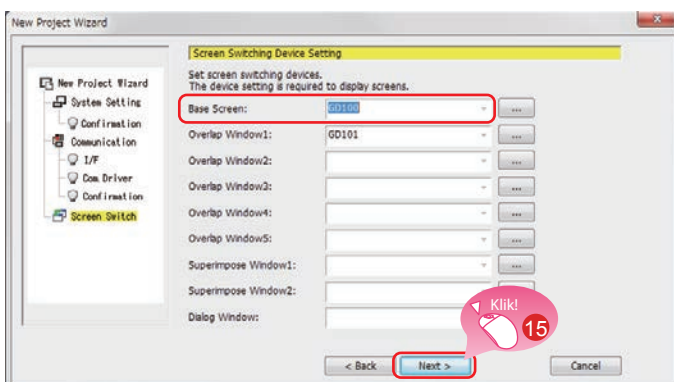 New Project Wizard
New Project Wizard
System Setting
Confirmation
Communication
I/F
Com. Driver
Confirmation
Screen Switch
Screen Switching Device Setting
Set screen switching devices.
The device setting is required to display screens.
Base Screen: GD100 ...
Overlap Window1: GD101 ...
Overlap Window2: ...
Overlap Window3: ...
Overlap Window4: ...
Overlap Window5: ...
Superimpose Window1: ...
Superimpose Window2:
Dialog Window:
Klik!
15
< Back Next > Cancel